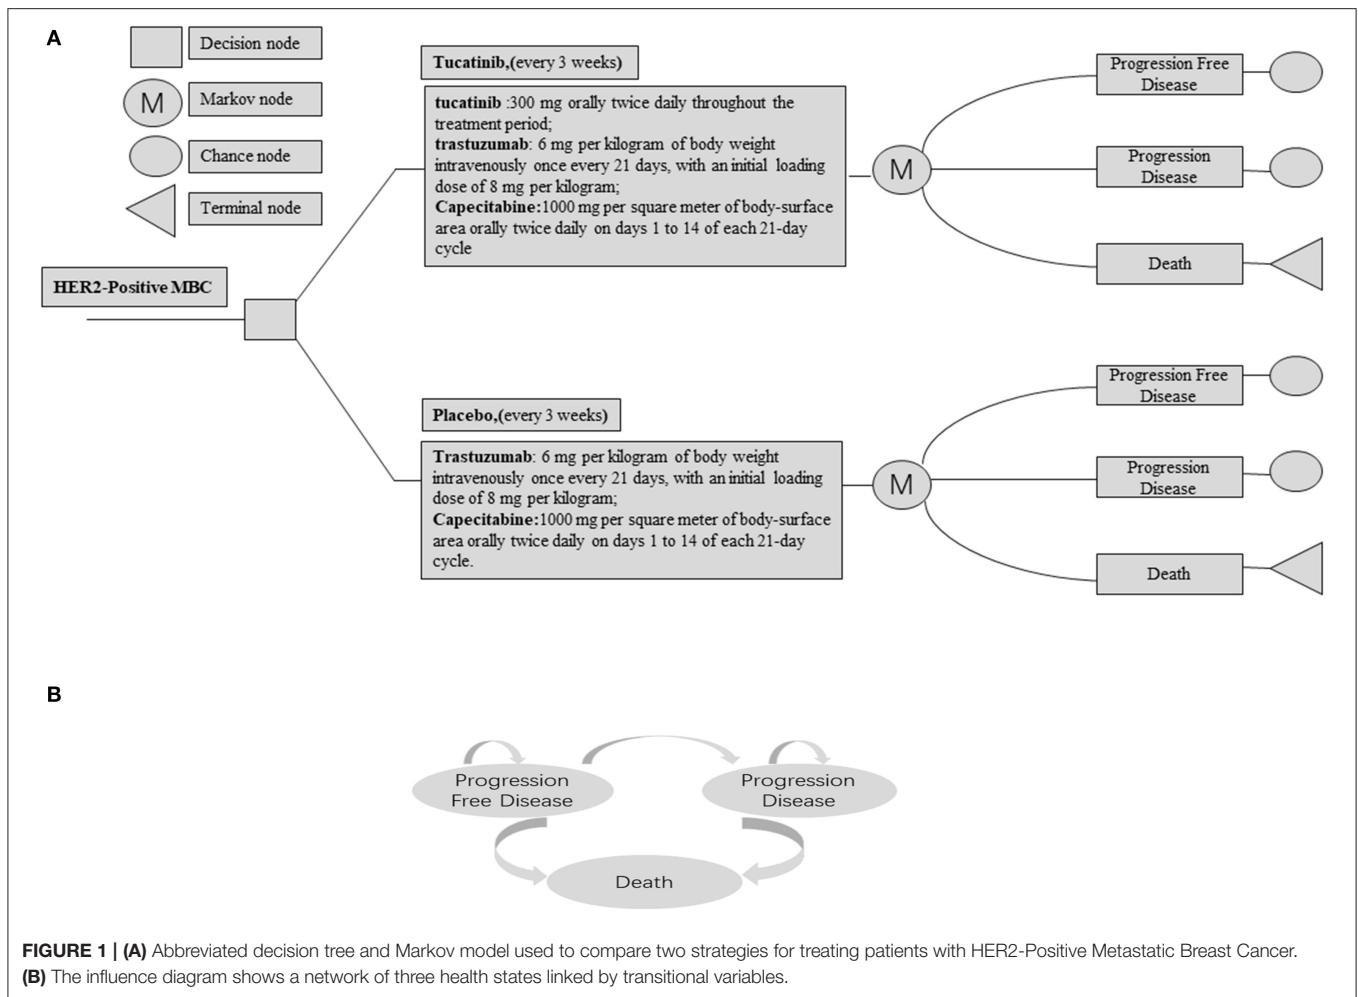 A
Decision node
M
Markov node
Chance node
Terminal node
HER2-Positive MBC
Tucatinib,(every 3 weeks)
tucatinib :300 mg orally twice daily throughout the
treatment period;
trastuzumab: 6 mg per kilogram of body weight
intravenously once every 21 days, with an initial loading
dose of 8 mg per kilogram;
Capecitabine:1000 mg per square meter of body-surface
area orally twice daily on days 1 to 14 of each 21-day
cycle
M
Progression Free
Disease
Progression
Disease
Death
Placebo,(every 3 weeks)
Trastuzumab: 6 mg per kilogram of body weight
intravenously once every 21 days, with an initial loading
dose of 8 mg per kilogram;
Capecitabine:1000 mg per square meter of body-surface
area orally twice daily on days 1 to 14 of each 21-day
cycle.
M
Progression Free
Disease
Progression
Disease
Death
B
Progression
Free Disease
Progression
Disease
Death
FIGURE 1 | (A) Abbreviated decision tree and Markov model used to compare two strategies for treating patients with HER2-Positive Metastatic Breast Cancer.
(B) The influence diagram shows a network of three health states linked by transitional variables.